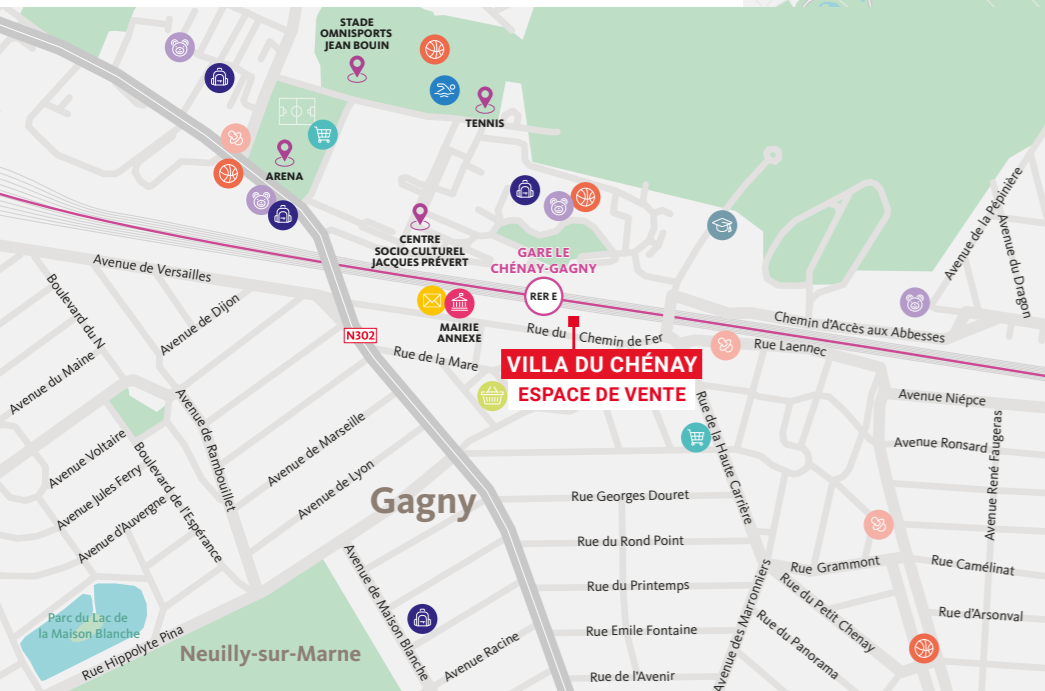 STADE
OMNISPORTS
JEAN BOUIN
TENNIS
ARENA
CENTRE
SOCIO CULTUREL
JACQUES PRÉVERT
GARE LE
CHÉNAY-GAGNY
RER E
MAIRIE
ANNEXE
N302
VILLA DU CHÉNAY
ESPACE DE VENTE
Avenue de la Pépinière
Avenue du Dragon
Avenue de Versailles
Boulevard du N
Avenue de Dijon
Avenue du Maine
Rue du Chemin de Fer
Chemin d'Accès aux Abbesses
Rue Laennec
Rue de la Mare
Avenue Niépce
Avenue Ronsard
Avenue René Faugeras
Rue de la Haute Carrière
Avenue de Rambouillet
Avenue de Marseille
Avenue de Lyon
Avenue Voltaire
Avenue Jules Ferry
Avenue d'Auvergne
Boulevard de l'Espérance
Gagny
Rue Georges Douret
Rue du Rond Point
Rue du Printemps
Rue Emile Fontaine
Rue de l'Avenir
Avenue des Marronniers
Rue Grammont
Rue du Petit Chenay
Rue du Panorama
Rue Camélinat
Rue d'Arsonval
Avenue de Maison Blanche
Avenue Racine
Parc du Lac de
la Maison Blanche
Rue Hippolyte Pina
Neuilly-sur-Marne